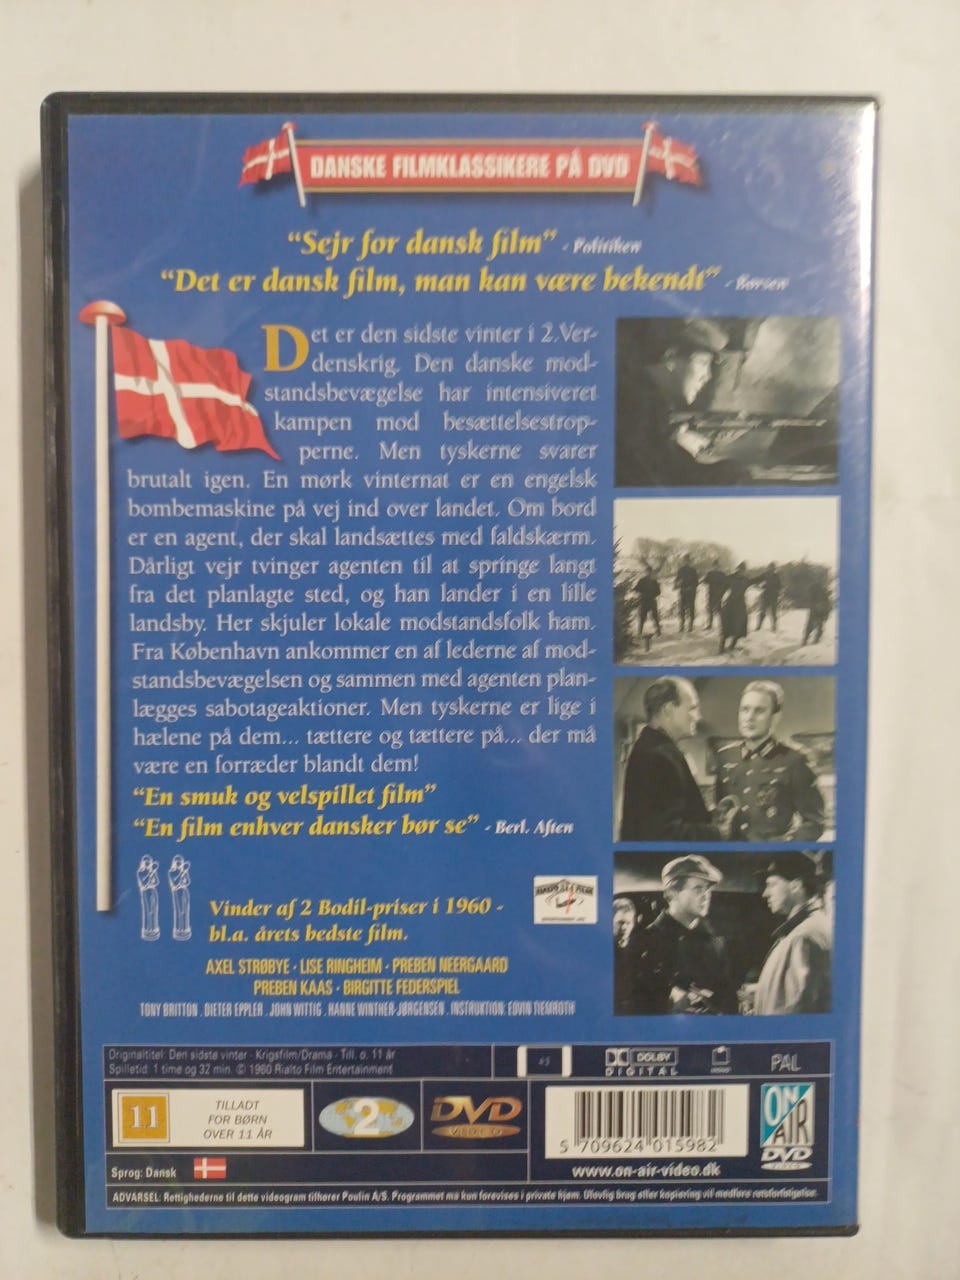 DANSKE FILMKLASSIKERE PÅ DVD
"Sejr for dansk film" - Politiken
"Det er dansk film, man kan være bekendt" - Børsen
Det er den sidste vinter i 2.Ver-
denskrig. Den danske mod-
standsbevægelse har intensiveret
kampen mod besættelsestrop-
perne. Men tyskerne svarer
brutalt igen. En mørk vinternat er en engelsk
bombemaskine på vej ind over landet. Om bord
er en agent, der skal landsættes med faldskærm.
Dårligt vejr tvinger agenten til at springe langt
fra det planlagte sted, og han lander i en lille
landsby. Her skjuler lokale modstandsfolk ham.
Fra København ankommer en af lederne af mod-
standsbevægelsen og sammen med agenten plan-
lægges sabotageaktioner. Men tyskerne er lige i
hælene på dem... tættere og tættere på... der må
være en forræder blandt dem!
"En smuk og velspillet film"
"En film enhver dansker bør se" - Berl. Aften
Vinder af 2 Bodil-priser i 1960 -
bl.a. årets bedste film.
AXEL STRØBYE · LISE RINGHEIM · PREBEN NEERGAARD
PREBEN KAAS · BIRGITTE FEDERSPIEL
TONY BRITTON . DIETER EPPLER . JOHN WITTIG . HANNE WINTHER-JØRGENSEN . INSTRUKTION: EDVIN TIEMROTH
Originaltitel: Den sidste vinter - Krigsfilm/Drama - Till. o. 11 år
Spilletid: 1 time og 32 min. © 1960 Rialto Film Entertainment
DOLBY
DIGITAL
PAL
11
TILLADT
FOR BØRN
OVER 11 ÅR
2
DVD
VIDEO
5 709624 015982
ON
AIR
DVD
VIDEO
www.on-air-video.dk
Sprog: Dansk
ADVARSEL: Rettighederne til dette videogram tilhører Poulin A/S. Programmet må kun forevises i private hjem. Ulovlig brug eller kopiering vil medføre retsforfølgelse.